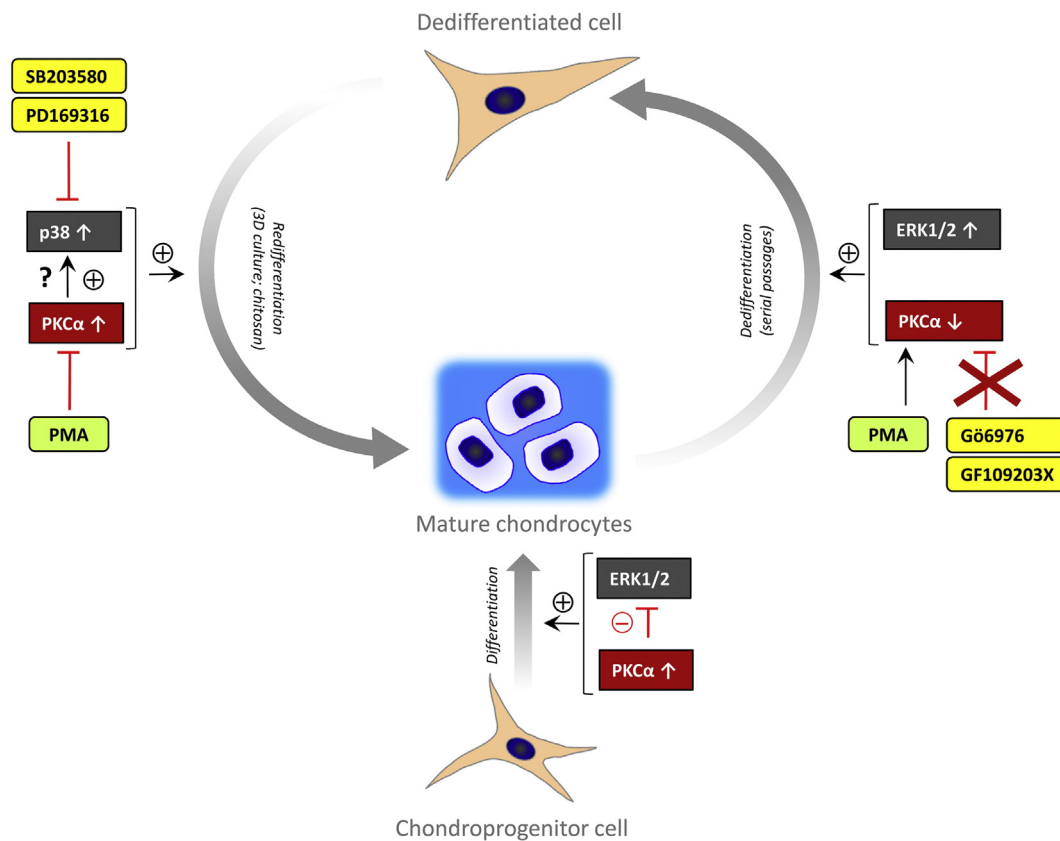 Dedifferentiated cell
SB203580
PD169316
p38 ↑
? ⊕
PKCα ↑
PMA
⊕
Redifferentiation
(3D culture; chitosan)
Dedifferentiation
(serial passages)
⊕
ERK1/2 ↑
PKCα ↓
PMA
Gö6976
GF109203X
Mature chondrocytes
Differentiation
⊕
ERK1/2
⊖
PKCα ↑
Chondroprogenitor cell